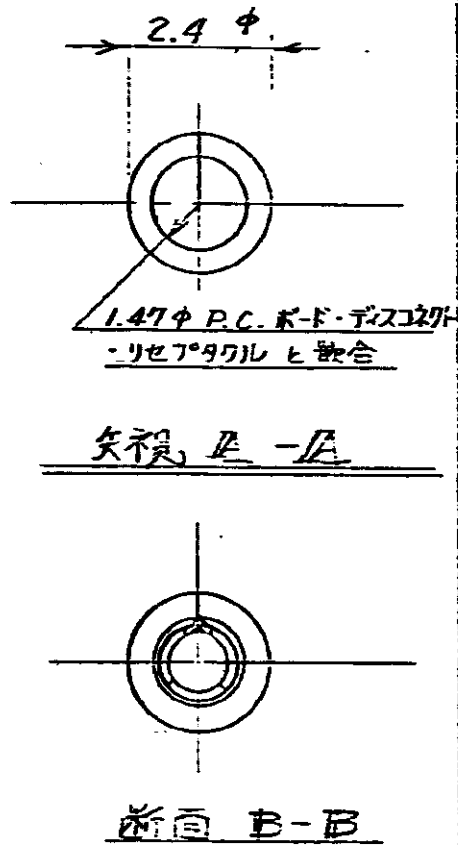 2.4 φ
1.47φ P.C. ボード・ディスコネクト
・リセプタクル と嵌合
矢視 A-A
断面 B-B